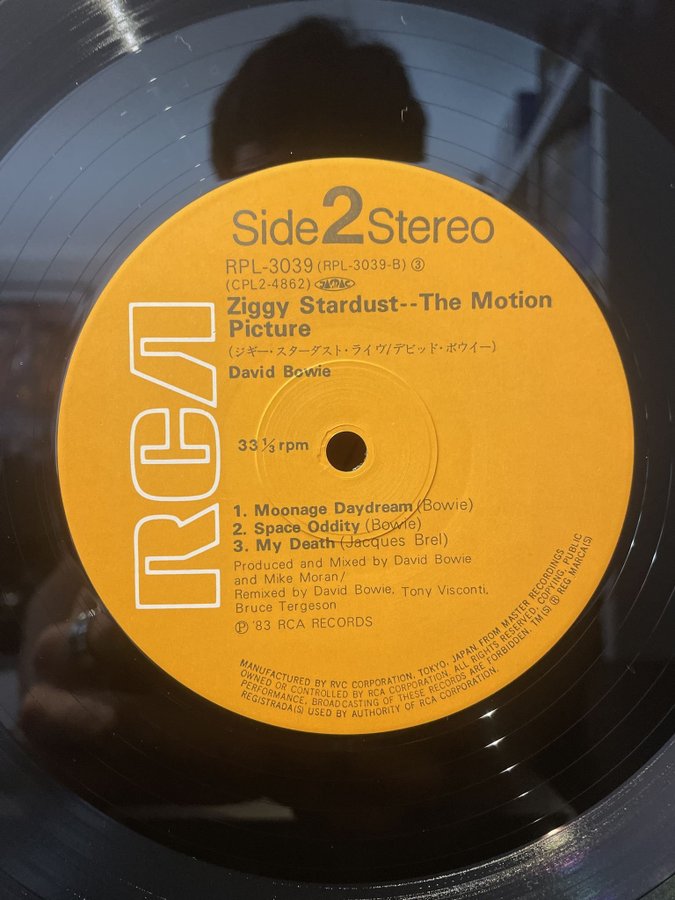 Side 2 Stereo
RPL-3039 (RPL-3039-B) ③
(CPL2-4862) JASRAC
Ziggy Stardust--The Motion
Picture
(ジギー・スターダスト・ライヴ/デビッド・ボウイー)
David Bowie
33 1/3 rpm
RCA
1. Moonage Daydream (Bowie)
2. Space Oddity (Bowie)
3. My Death (Jacques Brel)
Produced and Mixed by David Bowie
and Mike Moran/
Remixed by David Bowie, Tony Visconti,
Bruce Tergeson
Ⓟ '83 RCA RECORDS
MANUFACTURED BY RVC CORPORATION, TOKYO, JAPAN, FROM MASTER RECORDINGS
OWNED OR CONTROLLED BY RCA CORPORATION. ALL RIGHTS RESERVED. COPYING, PUBLIC
PERFORMANCE, BROADCASTING OF THESE RECORDS ARE FORBIDDEN. TM(S) ® REG MARCA(S)
REGISTRADA(S) USED BY AUTHORITY OF RCA CORPORATION.